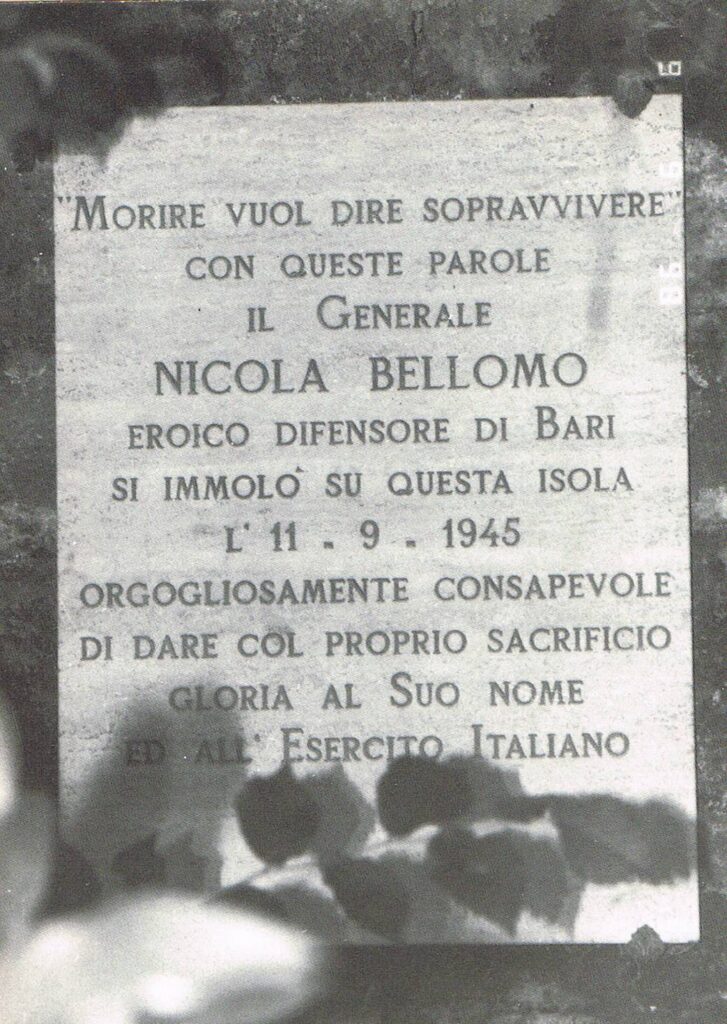 "MORIRE VUOL DIRE SOPRAVVIVERE"
CON QUESTE PAROLE
IL GENERALE
NICOLA BELLOMO
EROICO DIFENSORE DI BARI
SI IMMOLO' SU QUESTA ISOLA
L' 11 - 9 - 1945
ORGOGLIOSAMENTE CONSAPEVOLE
DI DARE COL PROPRIO SACRIFICIO
GLORIA AL SUO NOME
ED ALL' ESERCITO ITALIANO